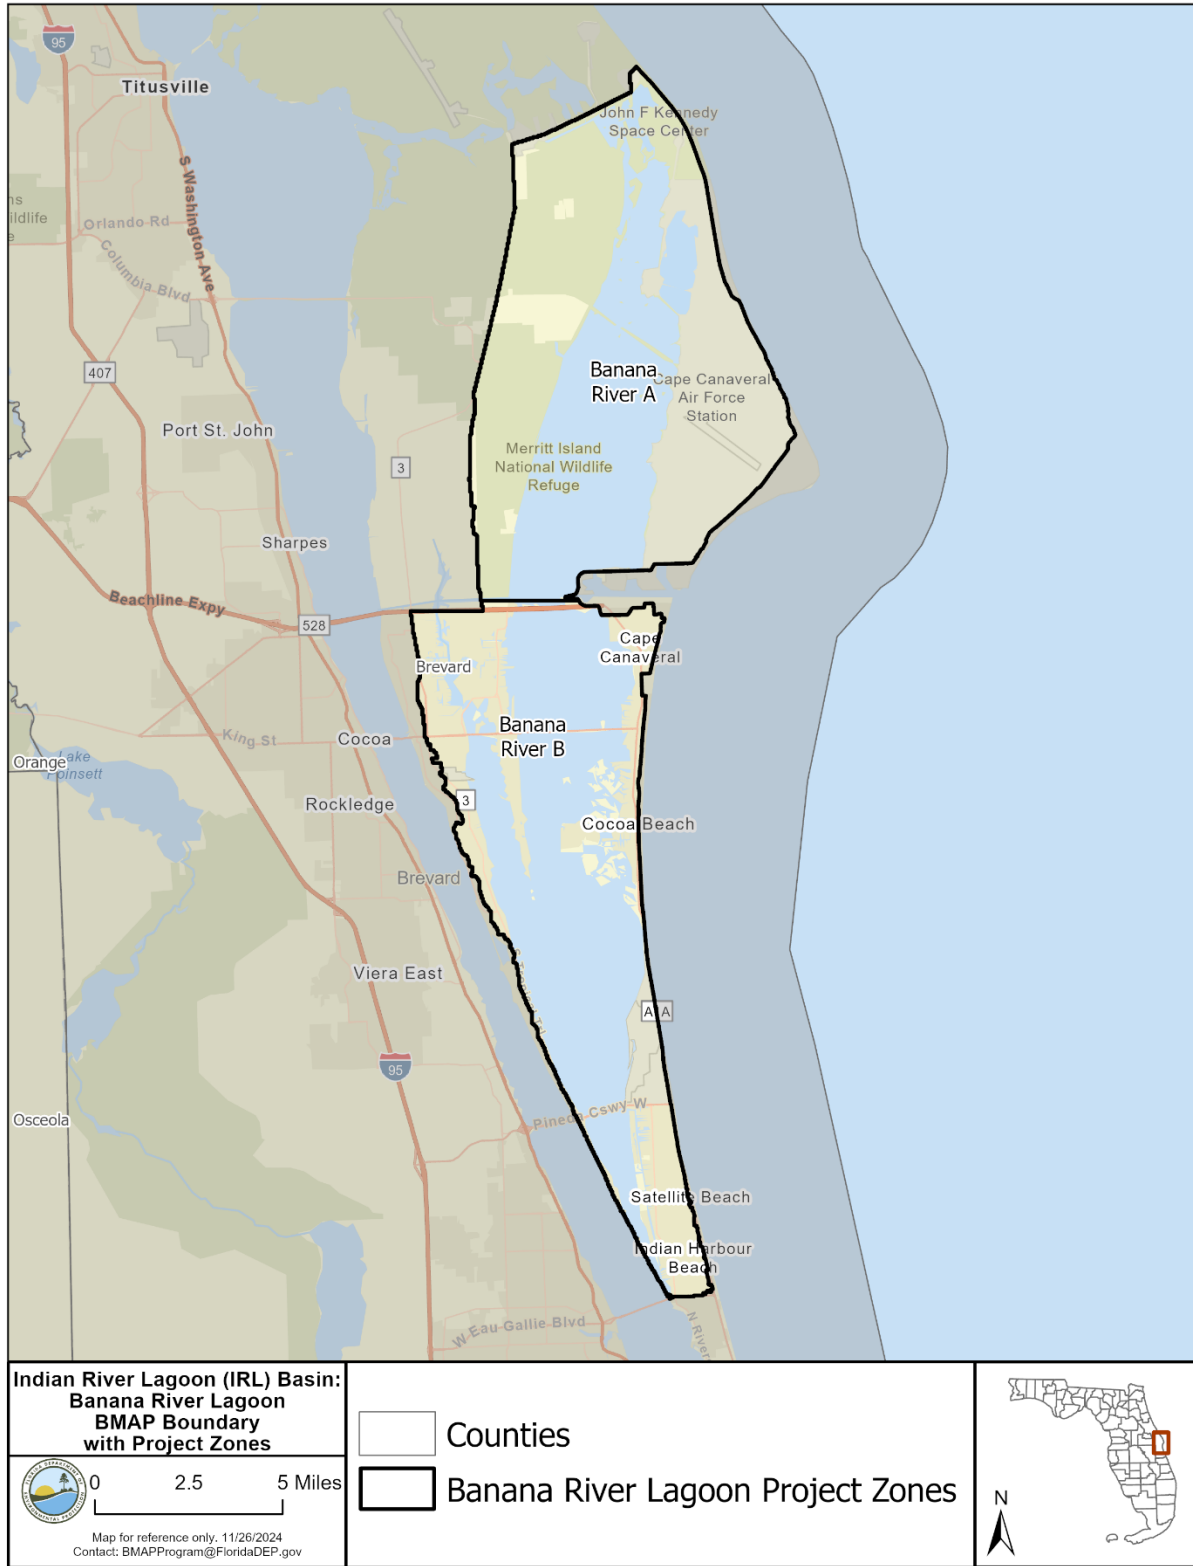 95
Titusville
John F Kennedy
Space Center
S Washington Ave
ns
ildlife
e
Orlando Rd
Columbia Blvd
407
Banana
River A
Cape Canaveral
Air Force
Station
Port St. John
3
Merritt Island
National Wildlife
Refuge
Sharpes
Beachline Expy
528
Cape
Canaveral
Brevard
Banana
River B
King St
Cocoa
Orange
Lake
Poinsett
3
Rockledge
Cocoa Beach
Brevard
S Tropical Trl
Viera East
A1A
95
Osceola
Pineda Cswy W
Satellite Beach
Indian Harbour
Beach
W Eau Gallie Blvd
N River
Indian River Lagoon (IRL) Basin:
Banana River Lagoon
BMAP Boundary
with Project Zones
0 2.5 5 Miles
Map for reference only. 11/26/2024
Contact: BMAPProgram@FloridaDEP.gov
Counties
Banana River Lagoon Project Zones
N